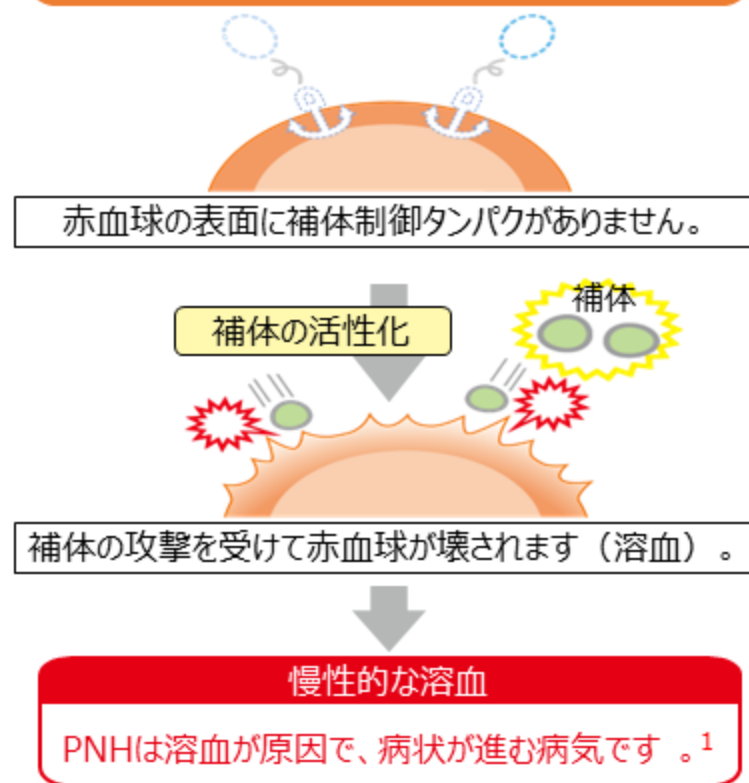 赤血球の表面に補体制御タンパクがありません。
補体
補体の活性化
補体の攻撃を受けて赤血球が壊されます（溶血）。
慢性的な溶血
PNHは溶血が原因で、病状が進む病気です 。1